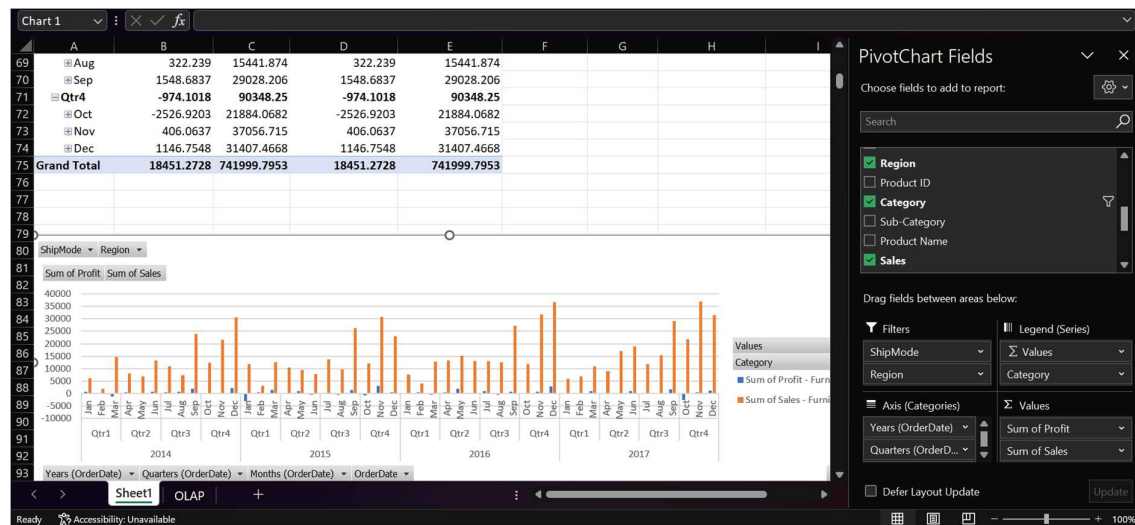 Chart 1
fx
A B C D E F G H I
69 Aug 322.239 15441.874 322.239 15441.874
70 Sep 1548.6837 29028.206 1548.6837 29028.206
71 Qtr4 -974.1018 90348.25 -974.1018 90348.25
72 Oct -2526.9203 21884.0682 -2526.9203 21884.0682
73 Nov 406.0637 37056.715 406.0637 37056.715
74 Dec 1146.7548 31407.4668 1146.7548 31407.4668
75 Grand Total 18451.2728 741999.7953 18451.2728 741999.7953
76
77
78
79
80 ShipMode Region
81 Sum of Profit Sum of Sales
82
83
84
85
86
87
88
89
90
91
92
93
40000
35000
30000
25000
20000
15000
10000
5000
0
-5000
-10000
Jan Feb Mar Apr May Jun Jul Aug Sep Oct Nov Dec Jan Feb Mar Apr May Jun Jul Aug Sep Oct Nov Dec Jan Feb Mar Apr May Jun Jul Aug Sep Oct Nov Dec Jan Feb Mar Apr May Jun Jul Aug Sep Oct Nov Dec
Qtr1 Qtr2 Qtr3 Qtr4 Qtr1 Qtr2 Qtr3 Qtr4 Qtr1 Qtr2 Qtr3 Qtr4 Qtr1 Qtr2 Qtr3 Qtr4
2014 2015 2016 2017
Values
Category
Sum of Profit - Furni
Sum of Sales - Furni
Years (OrderDate) Quarters (OrderDate) Months (OrderDate) OrderDate
Sheet1 OLAP +
Ready Accessibility: Unavailable
PivotChart Fields
Choose fields to add to report:
Search
Region
Product ID
Category
Sub-Category
Product Name
Sales
Drag fields between areas below:
Filters
ShipMode
Region
Legend (Series)
Σ Values
Category
Axis (Categories)
Years (OrderDate)
Quarters (OrderD...
Σ Values
Sum of Profit
Sum of Sales
Defer Layout Update
Update
100%